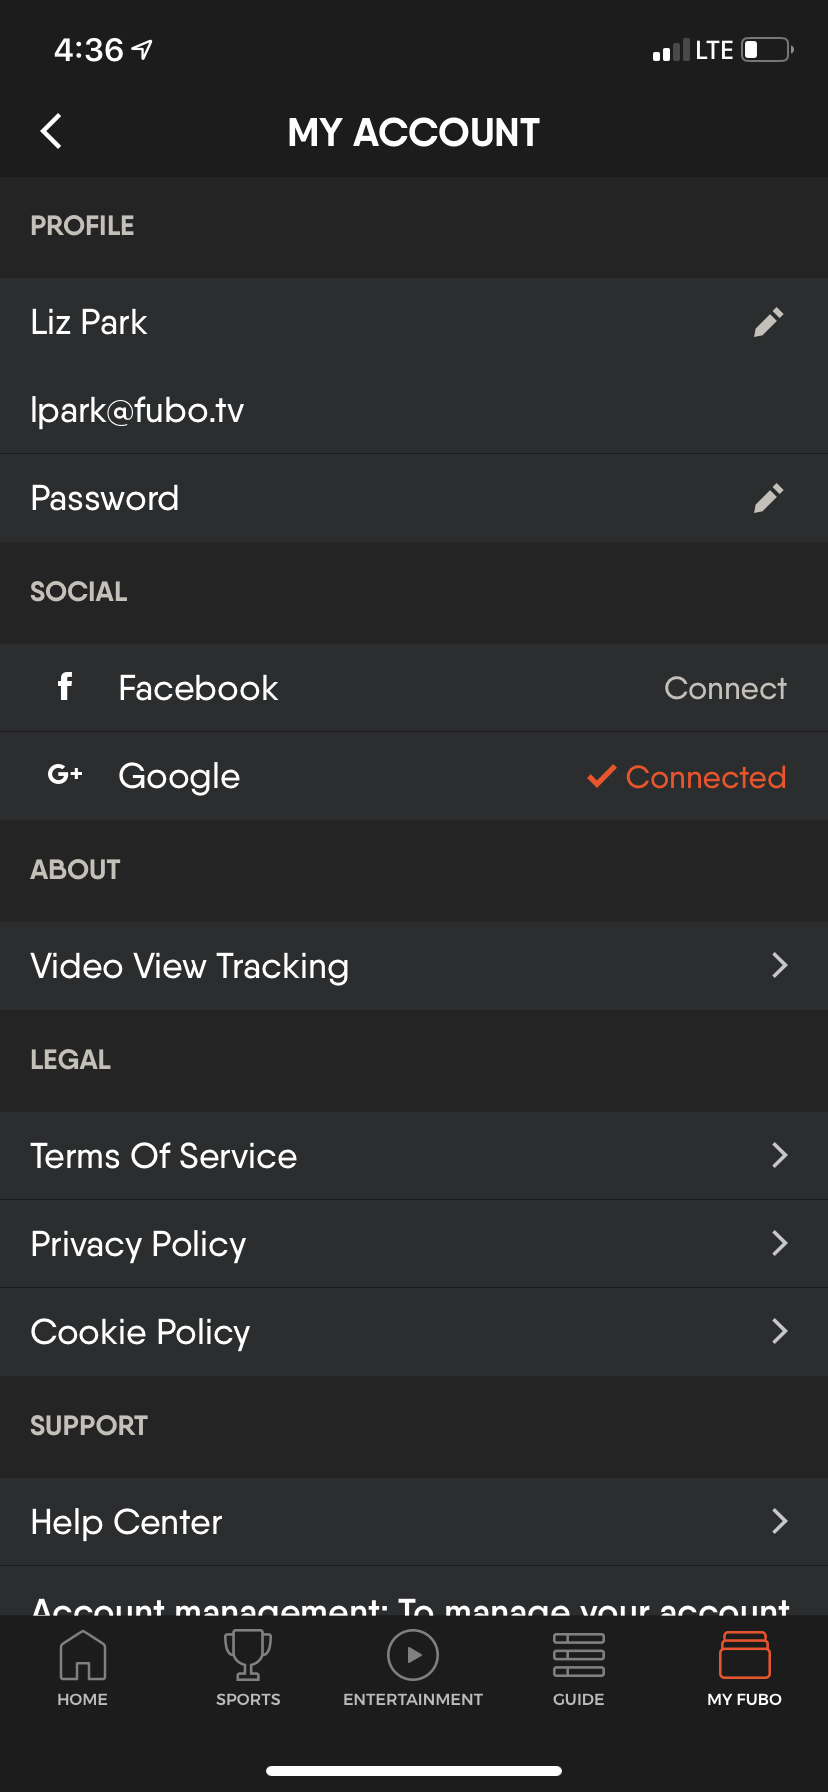 4:36
LTE
MY ACCOUNT
PROFILE
Liz Park
lpark@fubo.tv
Password
SOCIAL
f Facebook Connect
G+ Google Connected
ABOUT
Video View Tracking
LEGAL
Terms Of Service
Privacy Policy
Cookie Policy
SUPPORT
Help Center
Account management: To manage your account
HOME SPORTS ENTERTAINMENT GUIDE MY FUBO